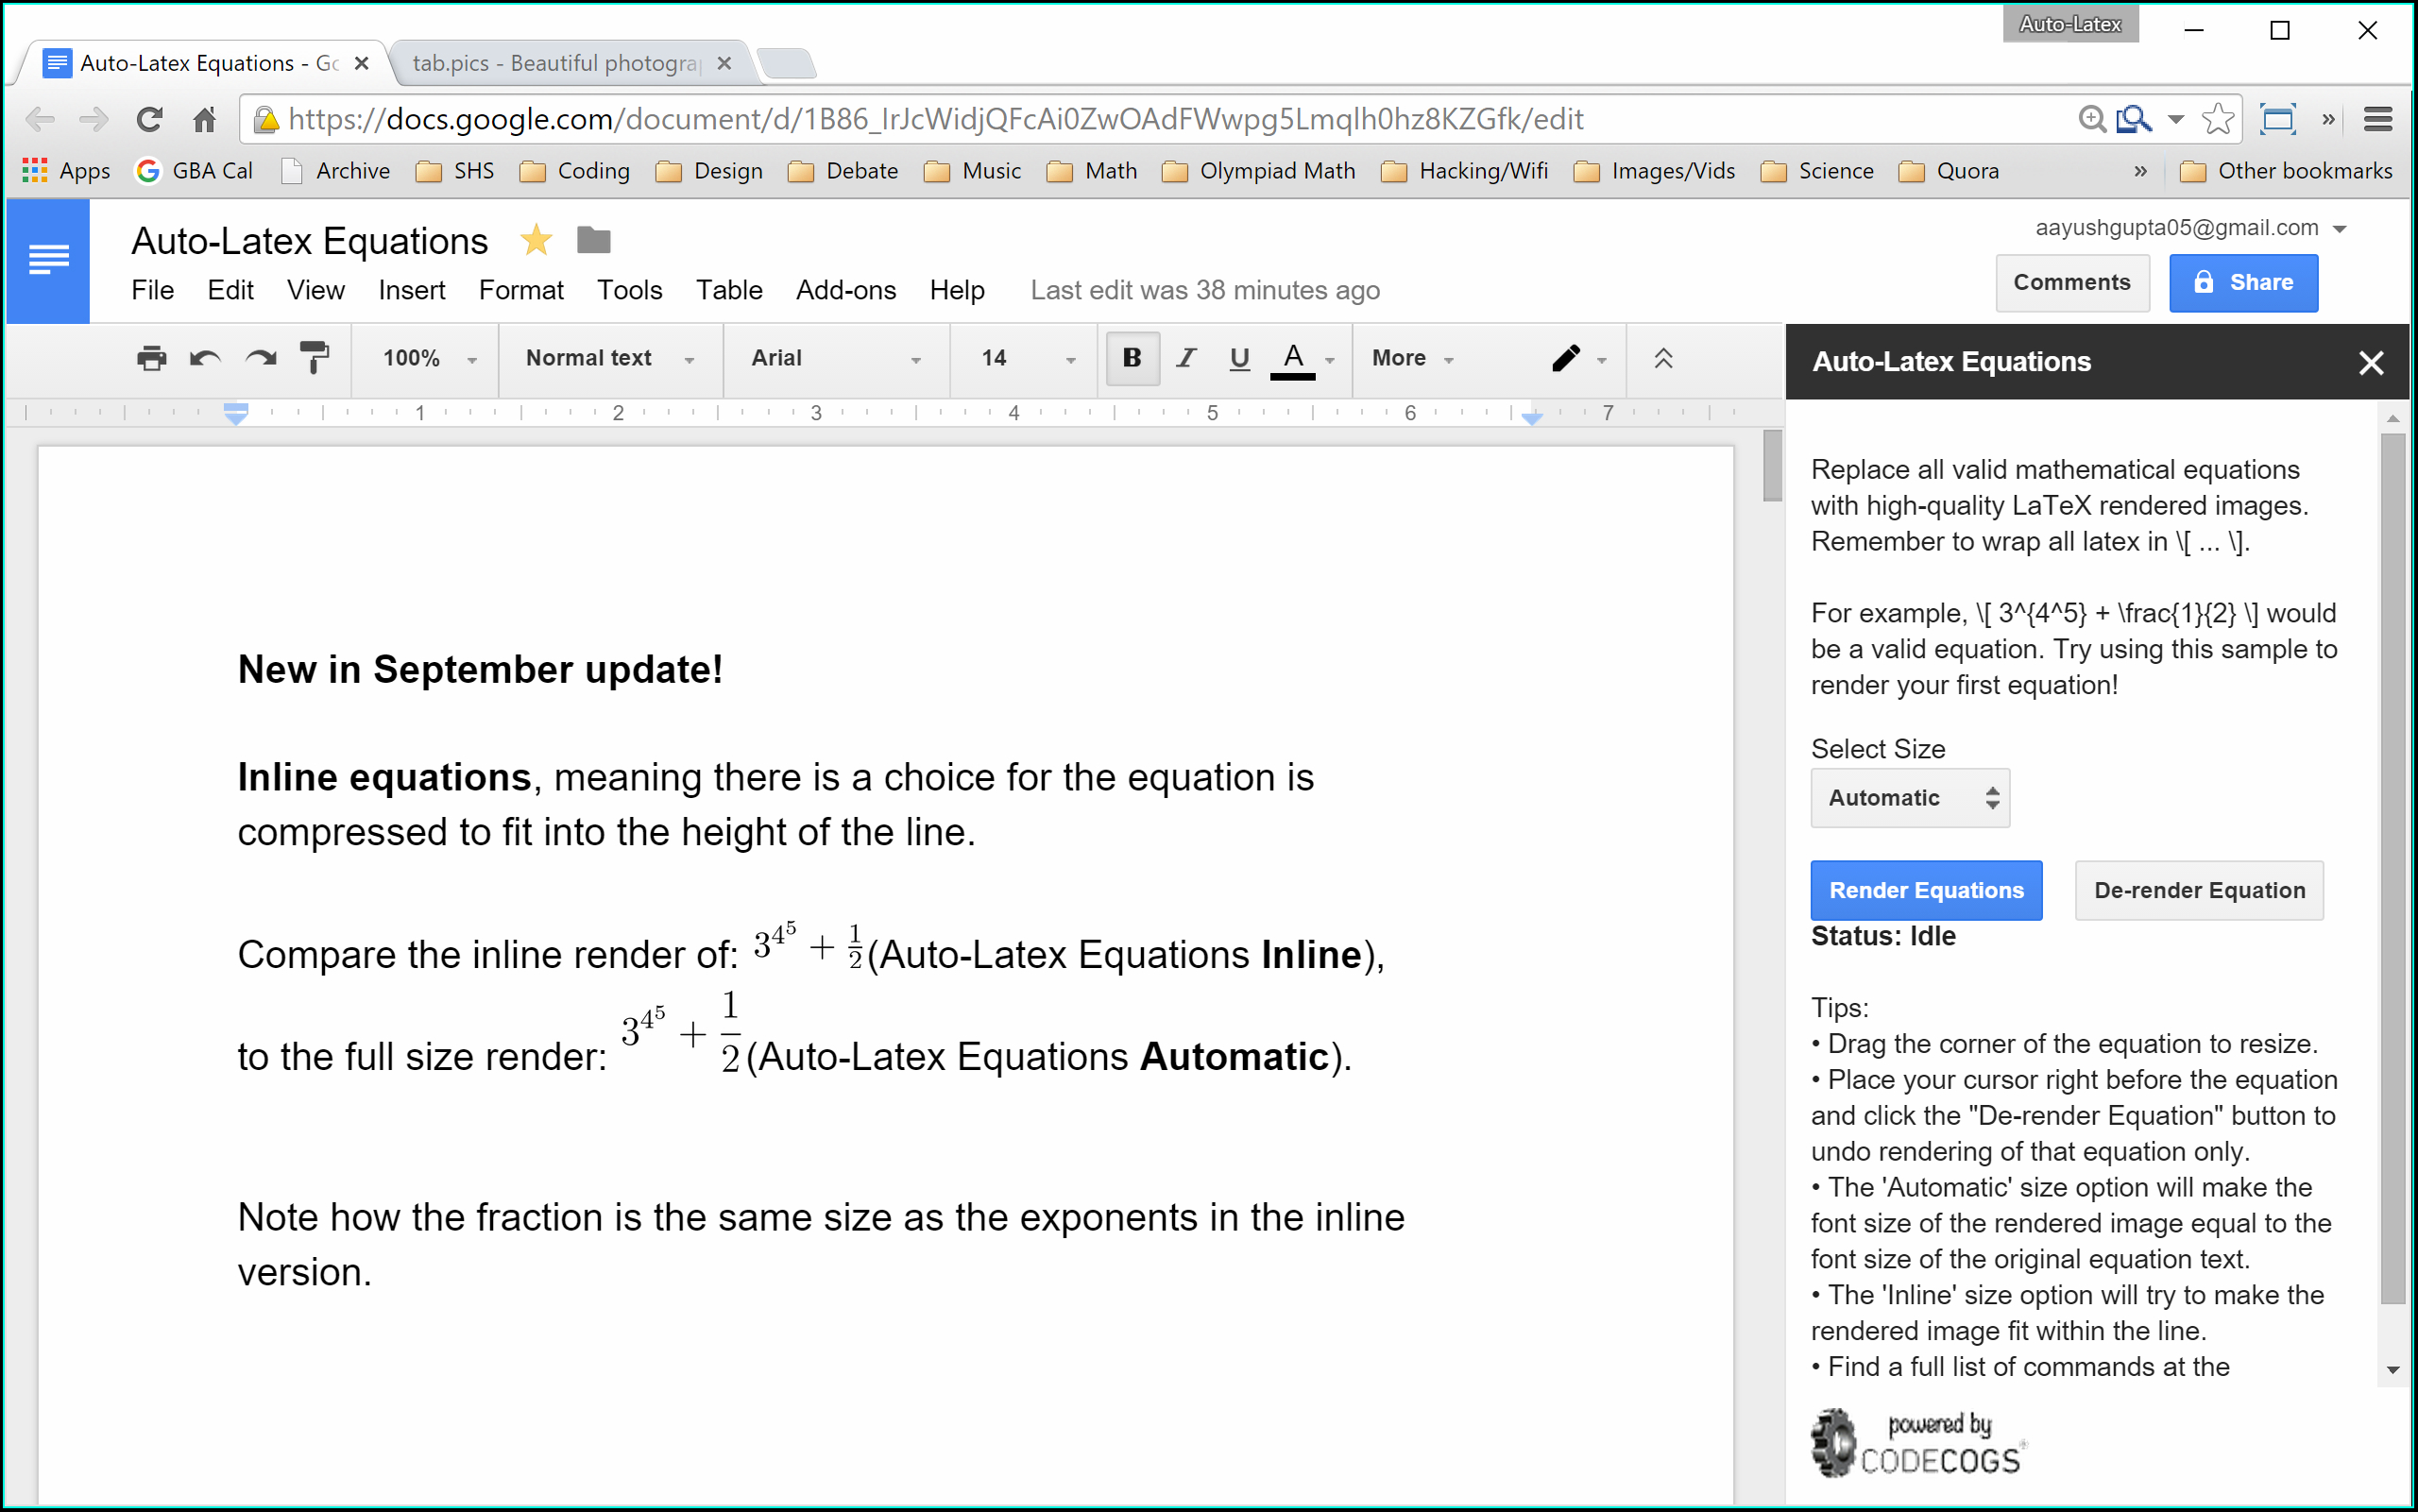 Auto-Latex
Auto-Latex Equations - Go
tab.pics - Beautiful photogra
https://docs.google.com/document/d/1B86_IrJcWidjQFcAi0ZwOAdFWwpg5Lmqlh0hz8KZGfk/edit
Apps GBA Cal Archive SHS Coding Design Debate Music Math Olympiad Math Hacking/Wifi Images/Vids Science Quora » Other bookmarks
Auto-Latex Equations
aayushgupta05@gmail.com
File Edit View Insert Format Tools Table Add-ons Help Last edit was 38 minutes ago
Comments Share
100% Normal text Arial 14 B I U A More
1 2 3 4 5 6 7
New in September update!
Inline equations, meaning there is a choice for the equation is
compressed to fit into the height of the line.
Compare the inline render of: 3^{4^5} + \frac{1}{2}(Auto-Latex Equations Inline),
to the full size render: 3^{4^5} + \frac{1}{2}(Auto-Latex Equations Automatic).
Note how the fraction is the same size as the exponents in the inline
version.
Auto-Latex Equations
Replace all valid mathematical equations
with high-quality LaTeX rendered images.
Remember to wrap all latex in \[ ... \].
For example, \[ 3^{4^5} + \frac{1}{2} \] would
be a valid equation. Try using this sample to
render your first equation!
Select Size
Automatic
Render Equations De-render Equation
Status: Idle
Tips:
• Drag the corner of the equation to resize.
• Place your cursor right before the equation
and click the "De-render Equation" button to
undo rendering of that equation only.
• The 'Automatic' size option will make the
font size of the rendered image equal to the
font size of the original equation text.
• The 'Inline' size option will try to make the
rendered image fit within the line.
• Find a full list of commands at the
powered by
CODECOGS